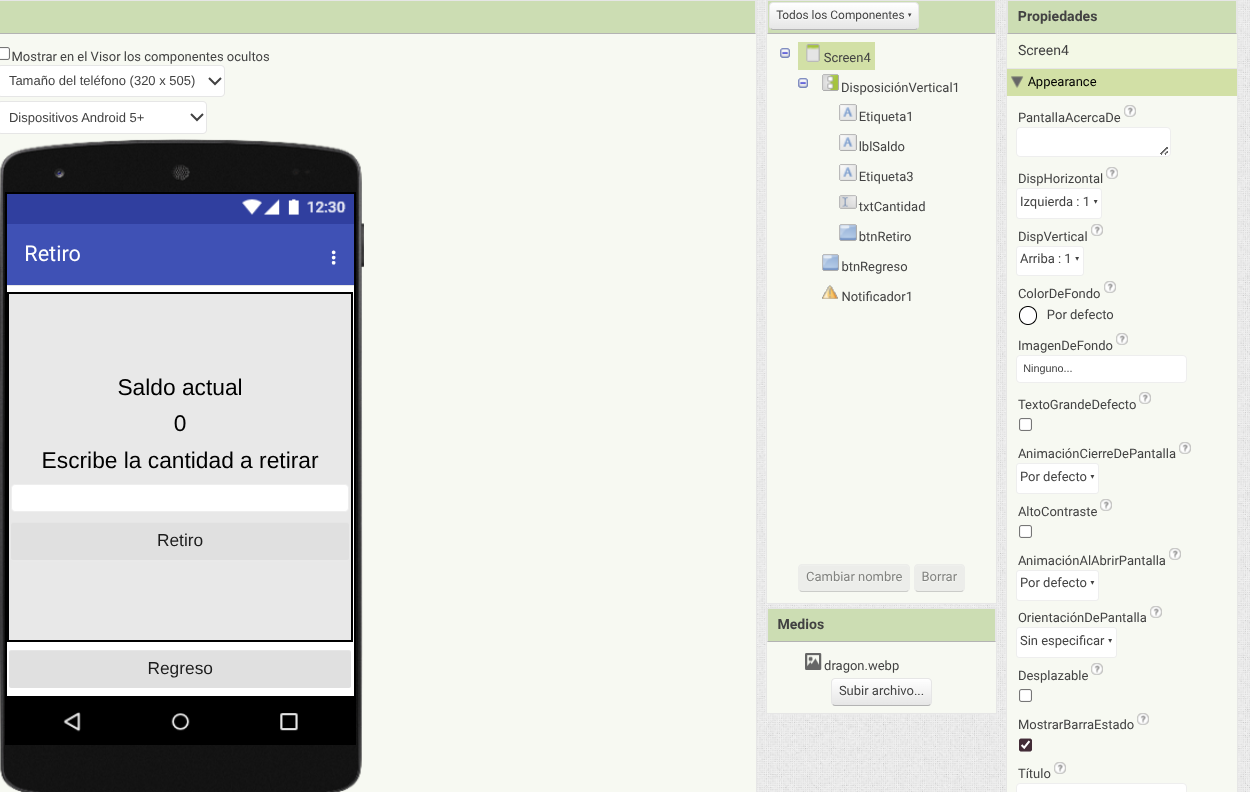 Mostrar en el Visor los componentes ocultos
Tamaño del teléfono (320 x 505)
Dispositivos Android 5+
12:30
Retiro
Saldo actual
0
Escribe la cantidad a retirar
Retiro
Regreso
Todos los Componentes
Screen4
DisposiciónVertical1
Etiqueta1
lblSaldo
Etiqueta3
txtCantidad
btnRetiro
btnRegreso
Notificador1
Cambiar nombre Borrar
Medios
dragon.webp
Subir archivo...
Propiedades
Screen4
Appearance
PantallaAcercaDe ?
DispHorizontal ?
Izquierda : 1
DispVertical ?
Arriba : 1
ColorDeFondo ?
Por defecto
ImagenDeFondo ?
Ninguno...
TextoGrandeDefecto ?
AnimaciónCierreDePantalla ?
Por defecto
AltoContraste ?
AnimaciónAlAbrirPantalla ?
Por defecto
OrientaciónDePantalla ?
Sin especificar
Desplazable ?
MostrarBarraEstado ?
Título ?